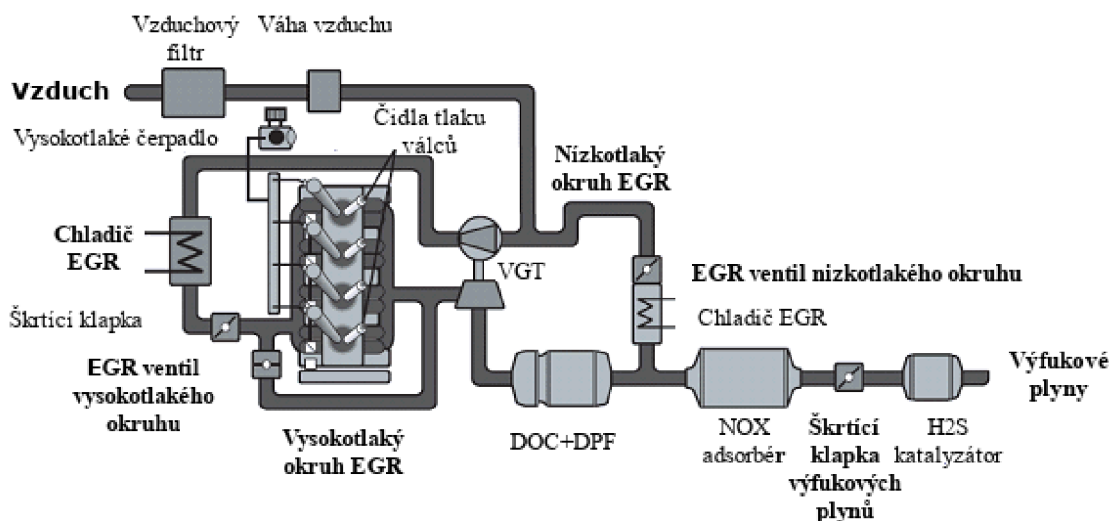 Vzduchový
filtr
Váha vzduchu
Vzduch
Vysokotlaké čerpadlo
Čidla tlaku
válců
Nízkotlaký
okruh EGR
Chladič
EGR
VGT
EGR ventil nizkotlakého okruhu
Chladič EGR
Škrtící klapka
EGR ventil
vysokotlakého
okruhu
Vysokotlaký
okruh EGR
DOC+DPF
NOX
adsorbér
Škrtící
klapka
výfukových
plynů
H2S
katalyzátor
Výfukové
plyny